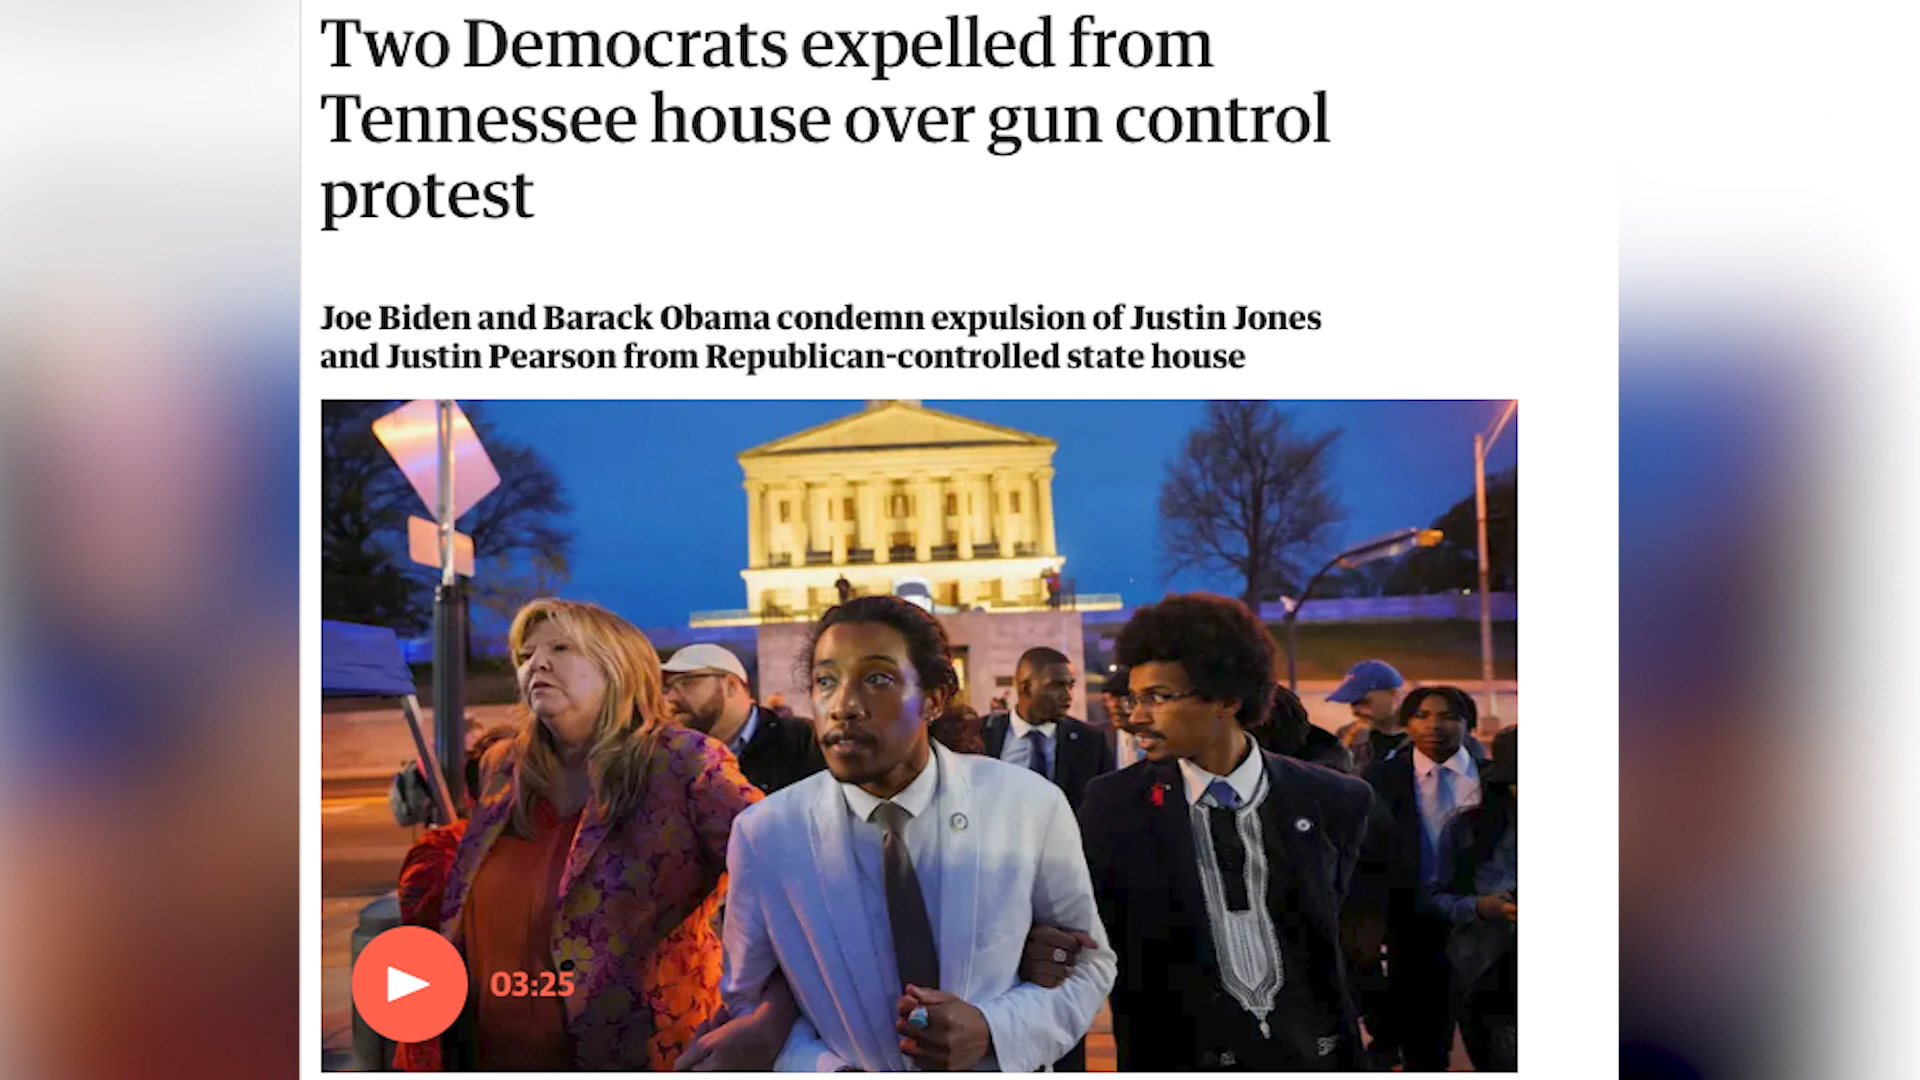 Two Democrats expelled from
Tennessee house over gun control
protest
Joe Biden and Barack Obama condemn expulsion of Justin Jones
and Justin Pearson from Republican-controlled state house
03:25